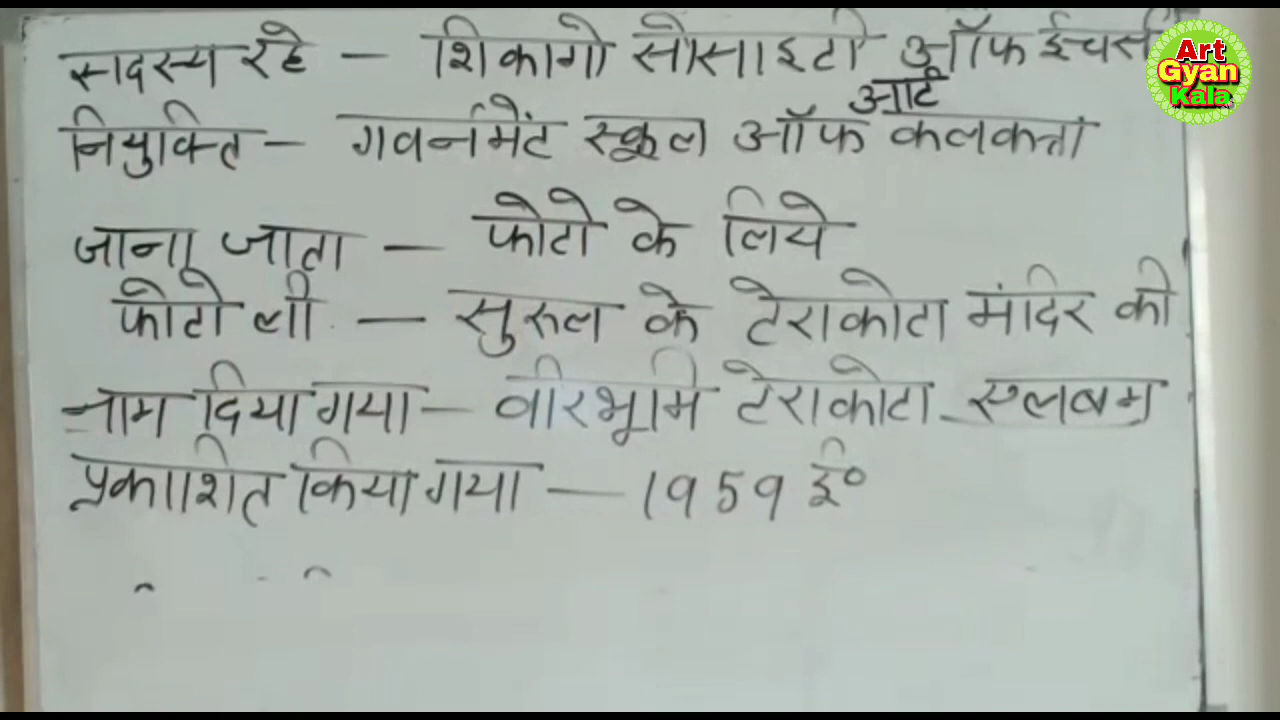 सदस्य रहे – शिकागो सोसाइटी ऑफ ईचर्स
आर्ट
नियुक्ति – गवर्नमेंट स्कूल ऑफ कलकत्ता
जाना जाता – फोटो के लिये
फोटो ली – सुरुल के टेराकोटा मंदिर की
नाम दिया गया – वीरभूमि टेराकोटा एलबम
प्रकाशित किया गया – 1959 ई०
Art
Gyan
Kala